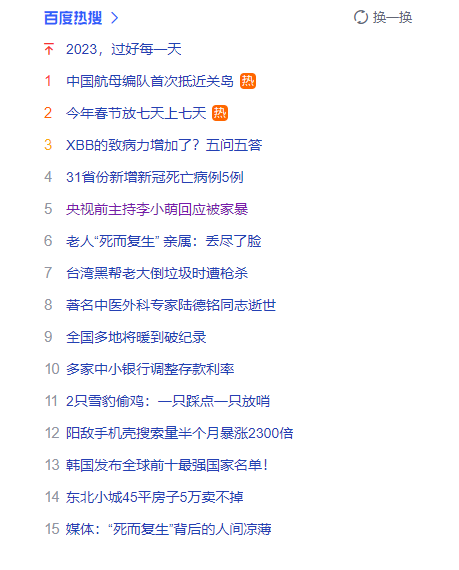 百度热搜 换一换
2023，过好每一天
1 中国航母编队首次抵近关岛 热
2 今年春节放七天上七天 热
3 XBB的致病力增加了？五问五答
4 31省份新增新冠死亡病例5例
5 央视前主持李小萌回应被家暴
6 老人“死而复生” 亲属：丢尽了脸
7 台湾黑帮老大倒垃圾时遭枪杀
8 著名中医外科专家陆德铭同志逝世
9 全国多地将暖到破纪录
10 多家中小银行调整存款利率
11 2只雪豹偷鸡：一只踩点一只放哨
12 阳敌手机壳搜索量半个月暴涨2300倍
13 韩国发布全球前十最强国家名单！
14 东北小城45平房子5万卖不掉
15 媒体：“死而复生”背后的人间凉薄